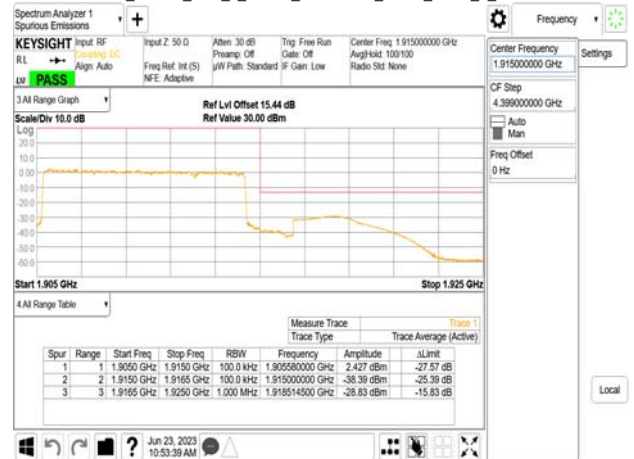 Spectrum Analyzer 1
Spurious Emissions
Frequency
KEYSIGHT
RL
PASS
Input: RF
Coupling: DC
Align: Auto
Input Z: 50 Ω
Freq Ref: Int (S)
NFE: Adaptive
Atten: 30 dB
Preamp: Off
µW Path: Standard
Trig: Free Run
Gate: Off
IF Gain: Low
Center Freq: 1.915000000 GHz
Avg|Hold: 100/100
Radio Std: None
3 All Range Graph
Ref Lvl Offset 15.44 dB
Scale/Div 10.0 dB
Ref Value 30.00 dBm
Log
20.0
10.0
0.00
-10.0
-20.0
-30.0
-40.0
-50.0
-60.0
Start 1.905 GHz
Stop 1.925 GHz
4 All Range Table
Measure Trace Trace 1
Trace Type Trace Average (Active)
Spur Range Start Freq Stop Freq RBW Frequency Amplitude ΔLimit
1 1 1.9050 GHz 1.9150 GHz 100.0 kHz 1.905580000 GHz 2.427 dBm -27.57 dB
2 2 1.9150 GHz 1.9165 GHz 100.0 kHz 1.915000000 GHz -38.39 dBm -25.39 dB
3 3 1.9165 GHz 1.9250 GHz 1.000 MHz 1.918514500 GHz -28.83 dBm -15.83 dB
Jun 23, 2023
10:53:39 AM
Center Frequency
1.915000000 GHz
Settings
CF Step
4.399000000 GHz
Auto
Man
Freq Offset
0 Hz
Local